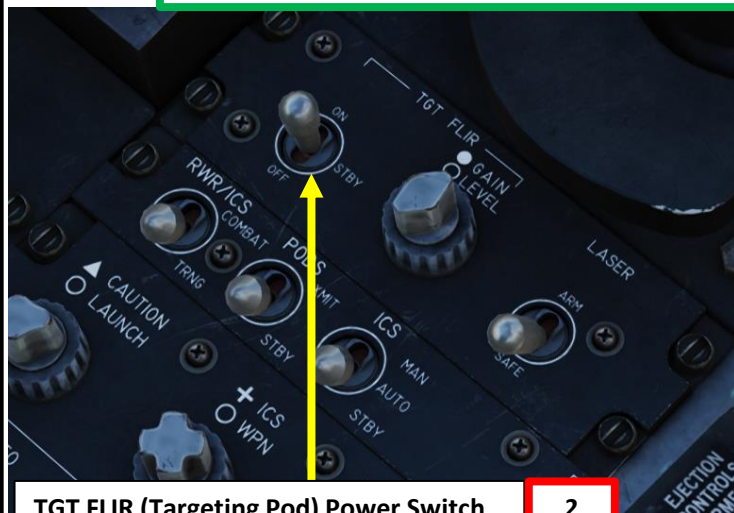 ON
STBY
OFF
TGT FLIR
GAIN
LEVEL
LASER
ARM
SAFE
RWR/ICS
COMBAT
TRNG
PODS
XMIT
STBY
ICS
MAN
AUTO
STBY
CAUTION
LAUNCH
ICS
WPN
EJECTION
TGT FLIR (Targeting Pod) Power Switch
2